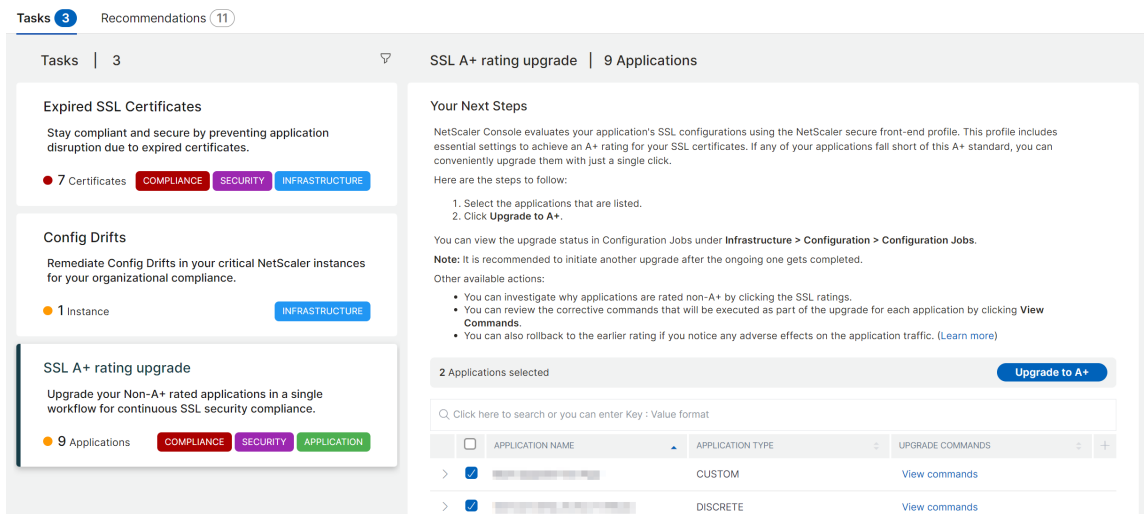 Tasks 3 Recommendations 11
Tasks | 3
Expired SSL Certificates
Stay compliant and secure by preventing application
disruption due to expired certificates.
7 Certificates COMPLIANCE SECURITY INFRASTRUCTURE
Config Drifts
Remediate Config Drifts in your critical NetScaler instances
for your organizational compliance.
1 Instance INFRASTRUCTURE
SSL A+ rating upgrade
Upgrade your Non-A+ rated applications in a single
workflow for continuous SSL security compliance.
9 Applications COMPLIANCE SECURITY APPLICATION
SSL A+ rating upgrade | 9 Applications
Your Next Steps
NetScaler Console evaluates your application's SSL configurations using the NetScaler secure front-end profile. This profile includes
essential settings to achieve an A+ rating for your SSL certificates. If any of your applications fall short of this A+ standard, you can
conveniently upgrade them with just a single click.
Here are the steps to follow:
1. Select the applications that are listed.
2. Click Upgrade to A+.
You can view the upgrade status in Configuration Jobs under Infrastructure > Configuration > Configuration Jobs.
Note: It is recommended to initiate another upgrade after the ongoing one gets completed.
Other available actions:
• You can investigate why applications are rated non-A+ by clicking the SSL ratings.
• You can review the corrective commands that will be executed as part of the upgrade for each application by clicking View
Commands.
• You can also rollback to the earlier rating if you notice any adverse effects on the application traffic. (Learn more)
2 Applications selected Upgrade to A+
Click here to search or you can enter Key : Value format
APPLICATION NAME APPLICATION TYPE UPGRADE COMMANDS
CUSTOM View commands
DISCRETE View commands